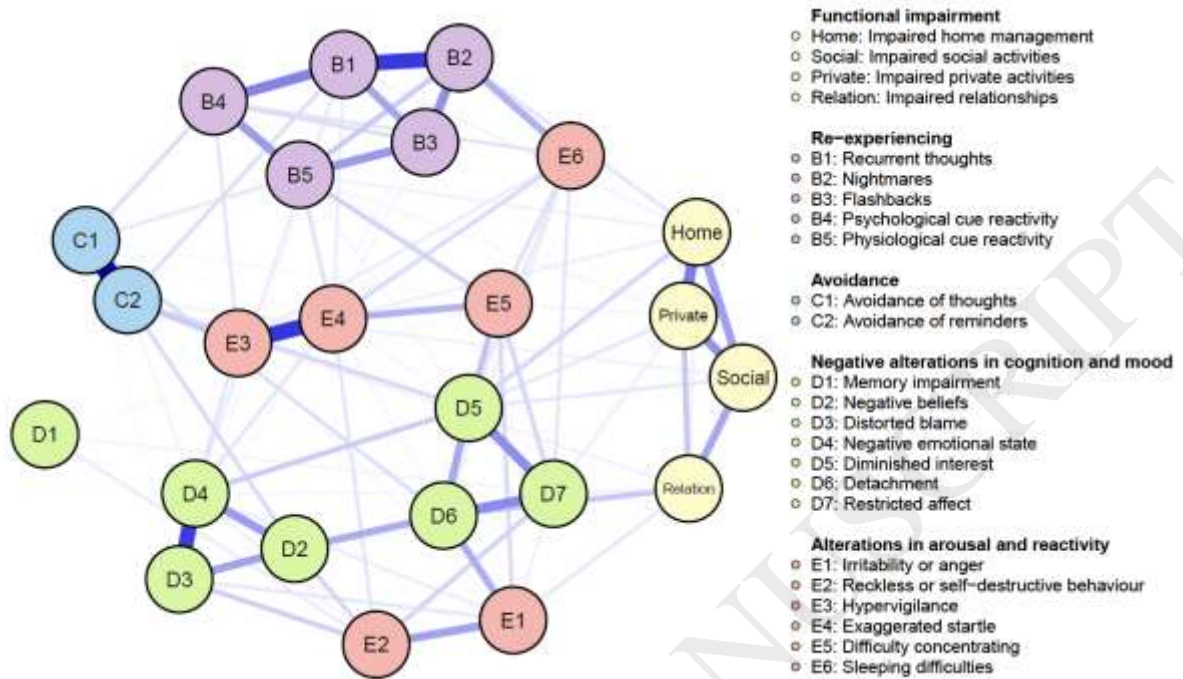 B1
B2
B4
B3
B5
E6
C1
C2
Home
Private
Social
Relation
E5
E4
E3
D5
D1
D4
D7
D6
D2
D3
E1
E2
Functional impairment
Home: Impaired home management
Social: Impaired social activities
Private: Impaired private activities
Relation: Impaired relationships
Re−experiencing
B1: Recurrent thoughts
B2: Nightmares
B3: Flashbacks
B4: Psychological cue reactivity
B5: Physiological cue reactivity
Avoidance
C1: Avoidance of thoughts
C2: Avoidance of reminders
Negative alterations in cognition and mood
D1: Memory impairment
D2: Negative beliefs
D3: Distorted blame
D4: Negative emotional state
D5: Diminished interest
D6: Detachment
D7: Restricted affect
Alterations in arousal and reactivity
E1: Irritability or anger
E2: Reckless or self−destructive behaviour
E3: Hypervigilance
E4: Exaggerated startle
E5: Difficulty concentrating
E6: Sleeping difficulties
NUSCRIPT